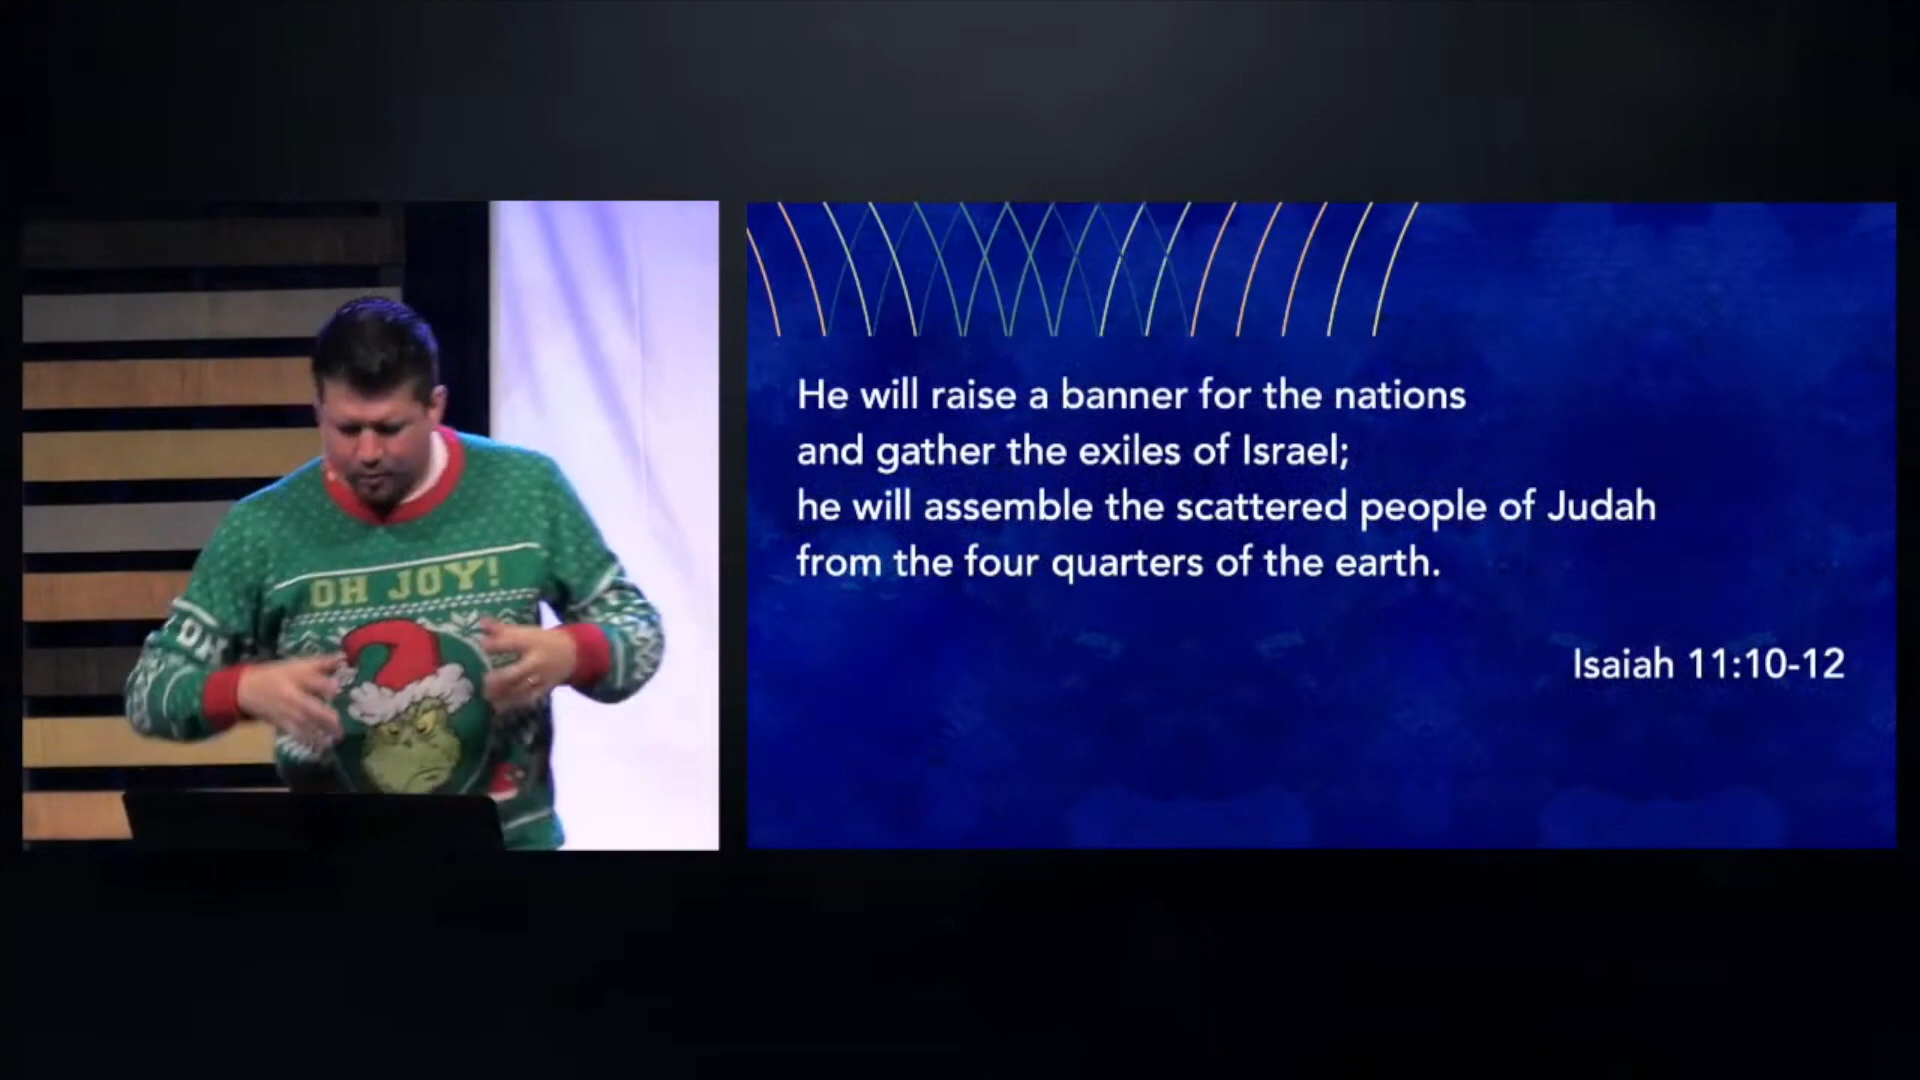 OH JOY!
He will raise a banner for the nations
and gather the exiles of Israel;
he will assemble the scattered people of Judah
from the four quarters of the earth.
Isaiah 11:10-12